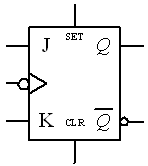 J SET Q
K CLR Q̅